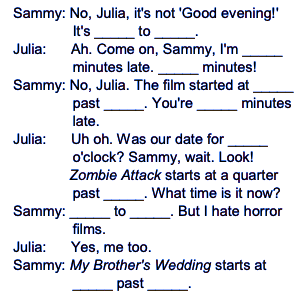 Sammy: No, Julia, it's not 'Good evening!'
It's _____ to _____.
Julia: Ah. Come on, Sammy, I'm _____
minutes late. _____ minutes!
Sammy: No, Julia. The film started at _____
past _____. You're _____ minutes
late.
Julia: Uh oh. Was our date for _____
o'clock? Sammy, wait. Look!
Zombie Attack starts at a quarter
past _____. What time is it now?
Sammy: _____ to _____. But I hate horror
films.
Julia: Yes, me too.
Sammy: My Brother's Wedding starts at
_____ past _____.